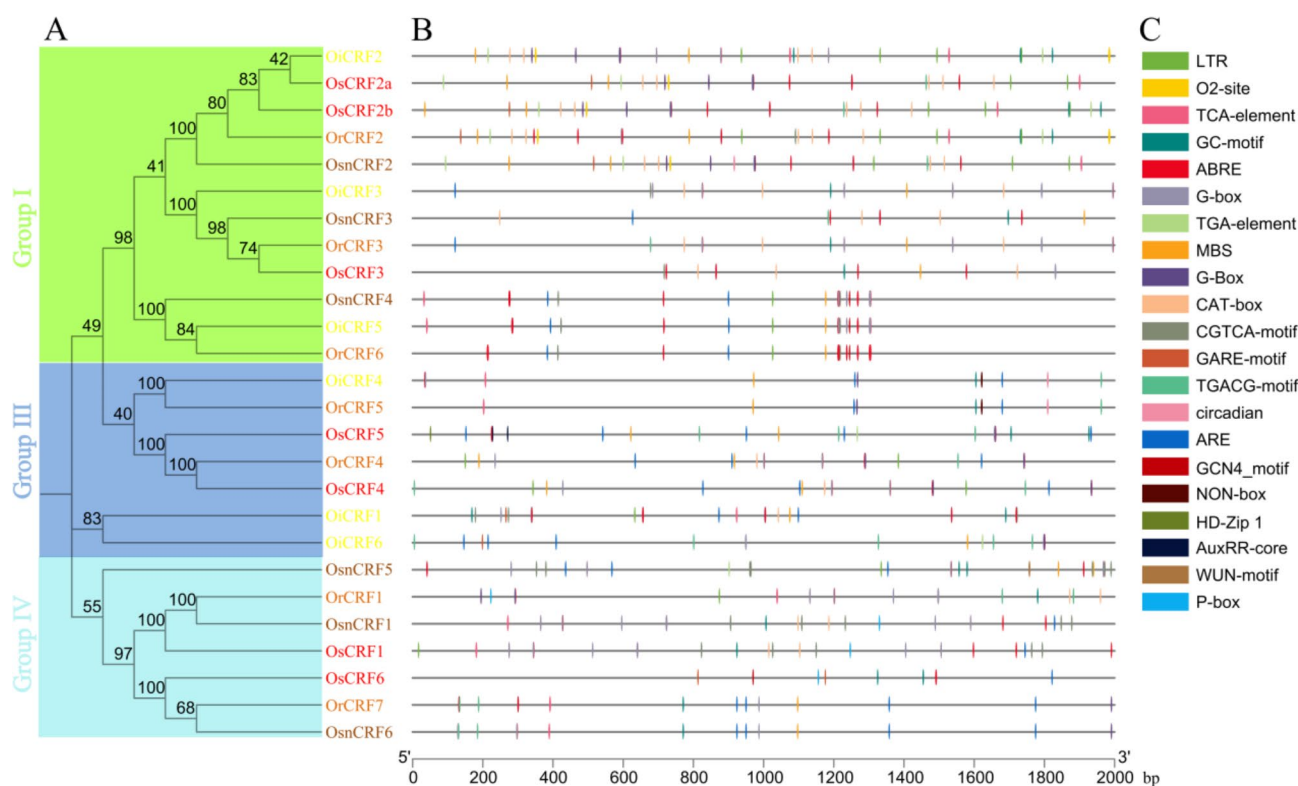 A
B
C
Group I
Group III
Group IV
42
83
80
100
41
100
98
74
98
100
84
49
100
40
100
100
83
55
100
100
97
100
68
OiCRF2
OsCRF2a
OsCRF2b
OrCRF2
OsnCRF2
OiCRF3
OsnCRF3
OrCRF3
OsCRF3
OsnCRF4
OiCRF5
OrCRF6
OiCRF4
OrCRF5
OsCRF5
OrCRF4
OsCRF4
OiCRF1
OiCRF6
OsnCRF5
OrCRF1
OsnCRF1
OsCRF1
OsCRF6
OrCRF7
OsnCRF6
5'
3'
0 200 400 600 800 1000 1200 1400 1600 1800 2000 bp
LTR
O2-site
TCA-element
GC-motif
ABRE
G-box
TGA-element
MBS
G-Box
CAT-box
CGTCA-motif
GARE-motif
TGACG-motif
circadian
ARE
GCN4_motif
NON-box
HD-Zip 1
AuxRR-core
WUN-motif
P-box